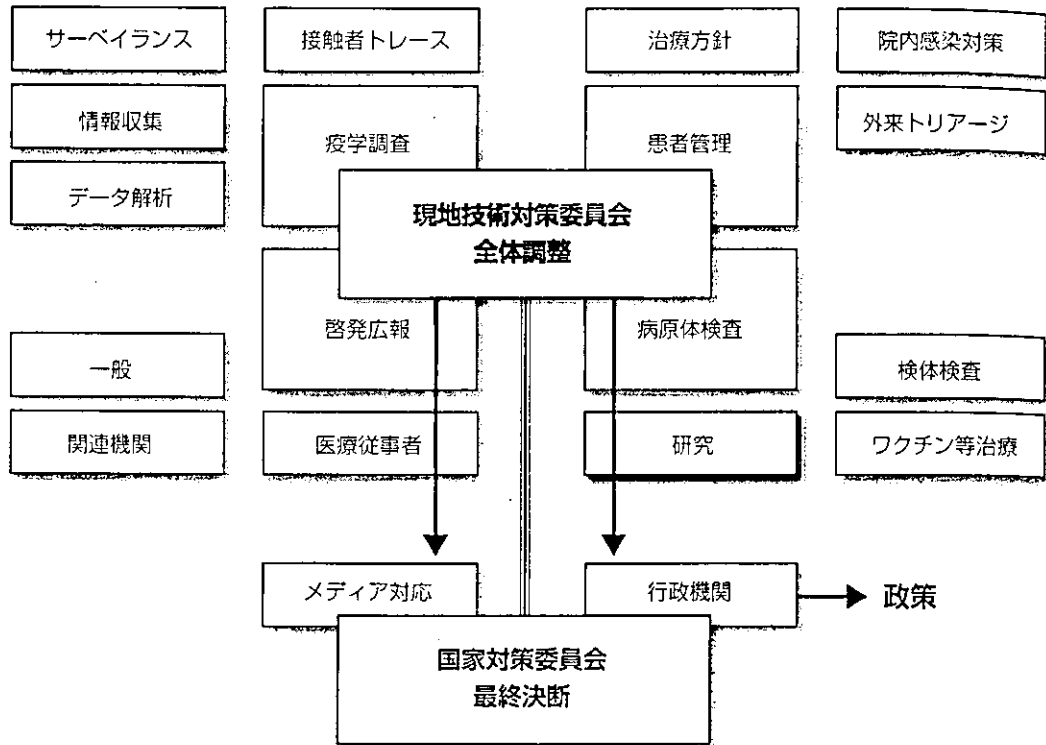 サーベイランス
接触者トレース
治療方針
院内感染対策
情報収集
疫学調査
患者管理
外来トリアージ
データ解析
現地技術対策委員会
全体調整
啓発広報
病原体検査
一般
検体検査
関連機関
医療従事者
研究
ワクチン等治療
メディア対応
行政機関
政策
国家対策委員会
最終決断